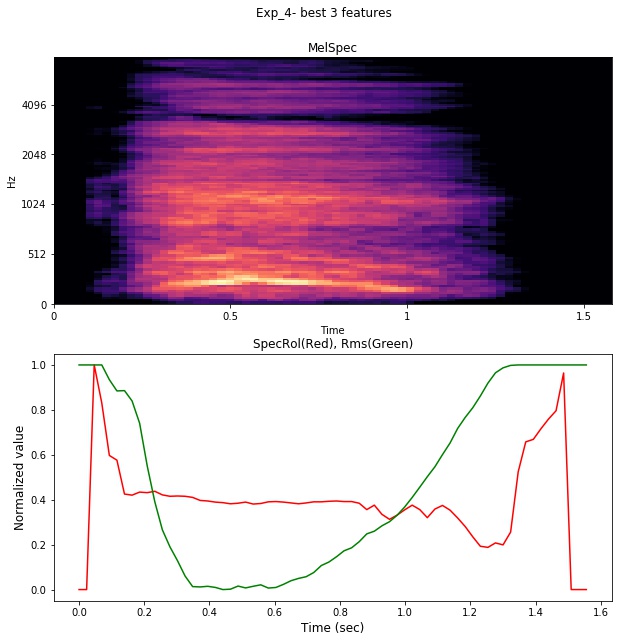 Exp_4- best 3 features
MelSpec
4096
2048
1024
512
0
Hz
0 0.5 1 1.5
Time
SpecRol(Red), Rms(Green)
1.0
0.8
0.6
0.4
0.2
0.0
Normalized value
0.0 0.2 0.4 0.6 0.8 1.0 1.2 1.4 1.6
Time (sec)